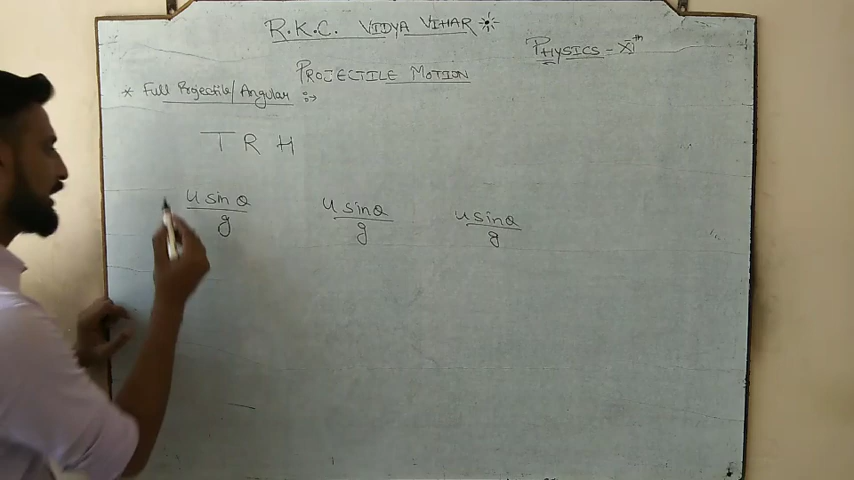 R.K.C. VIDYA VIHAR
PHYSICS - XIth
PROJECTILE MOTION
* Full Projectile/Angular :→
T R H
u sin θ / g
u sin θ / g
u sin θ / g